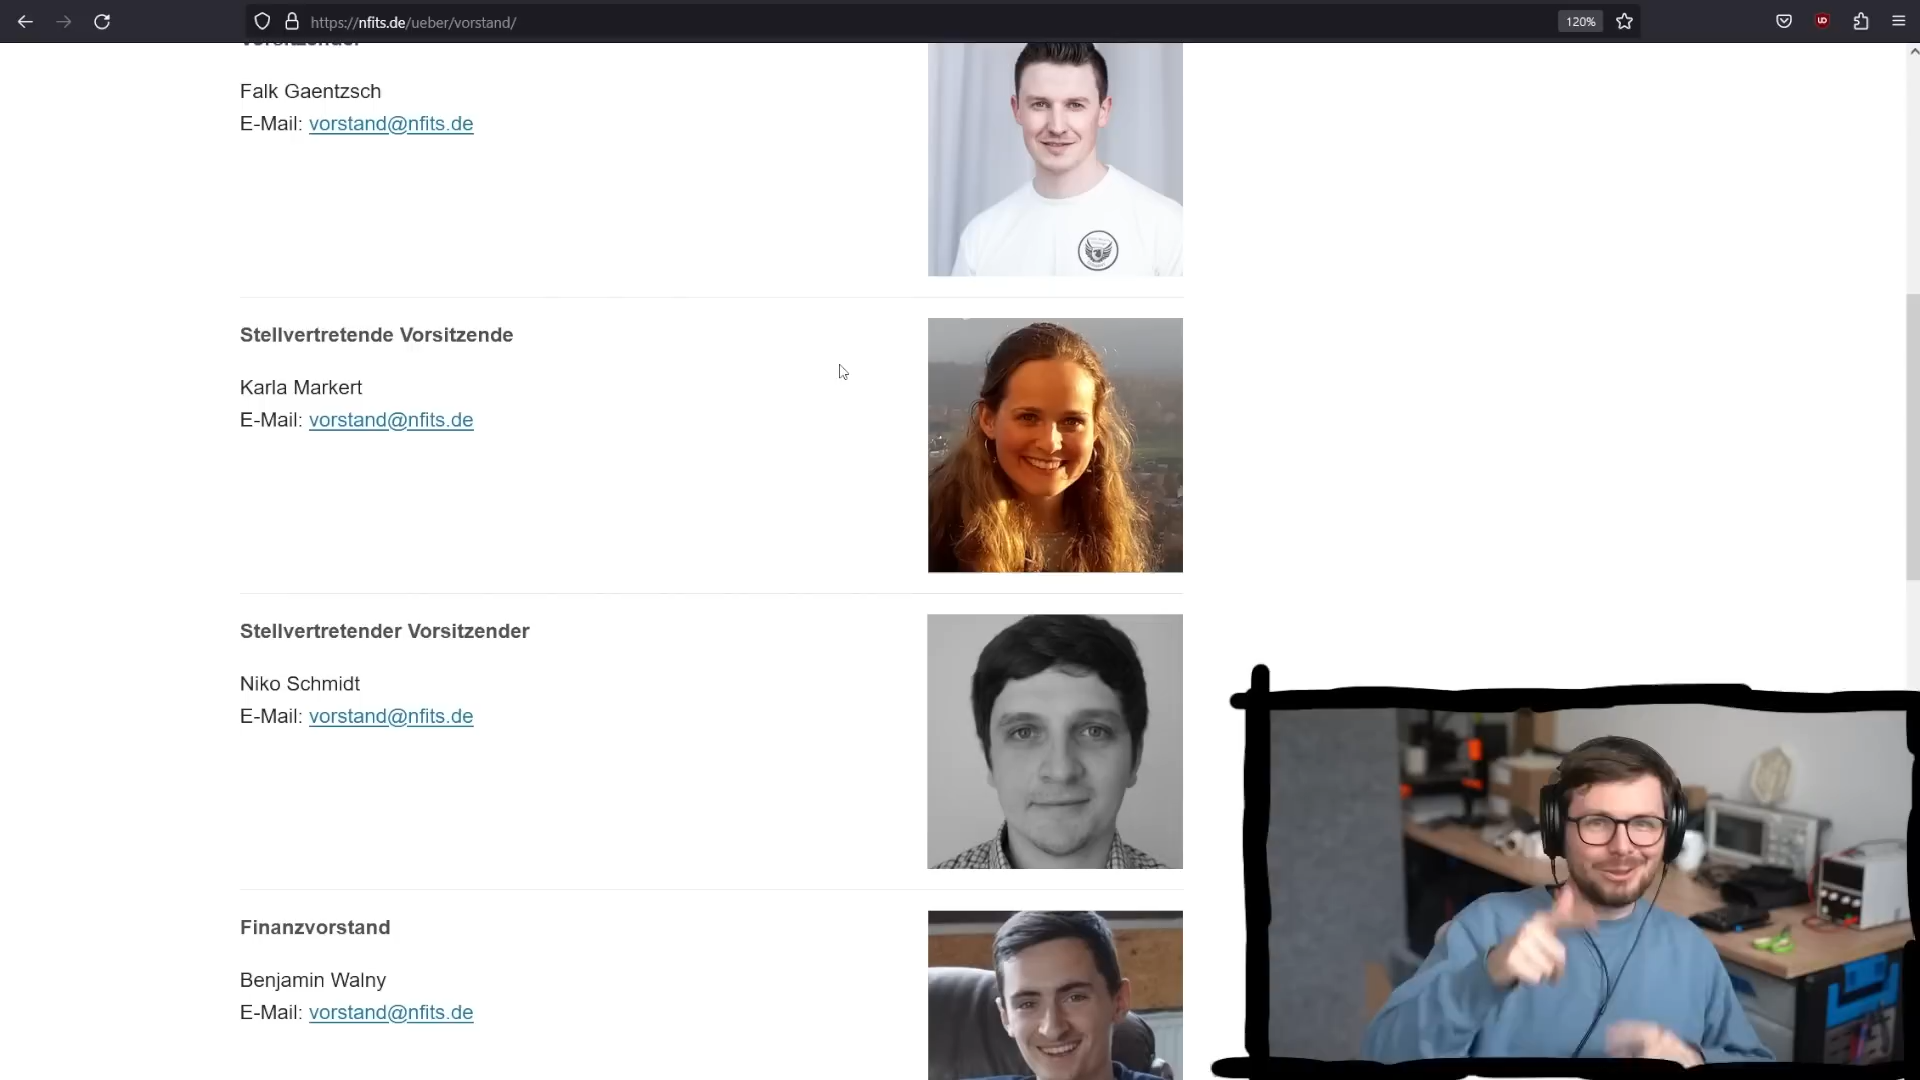 https://nfits.de/ueber/vorstand/
120%
Vorsitzender
Falk Gaentzsch
E-Mail: vorstand@nfits.de
Stellvertretende Vorsitzende
Karla Markert
E-Mail: vorstand@nfits.de
Stellvertretender Vorsitzender
Niko Schmidt
E-Mail: vorstand@nfits.de
Finanzvorstand
Benjamin Walny
E-Mail: vorstand@nfits.de